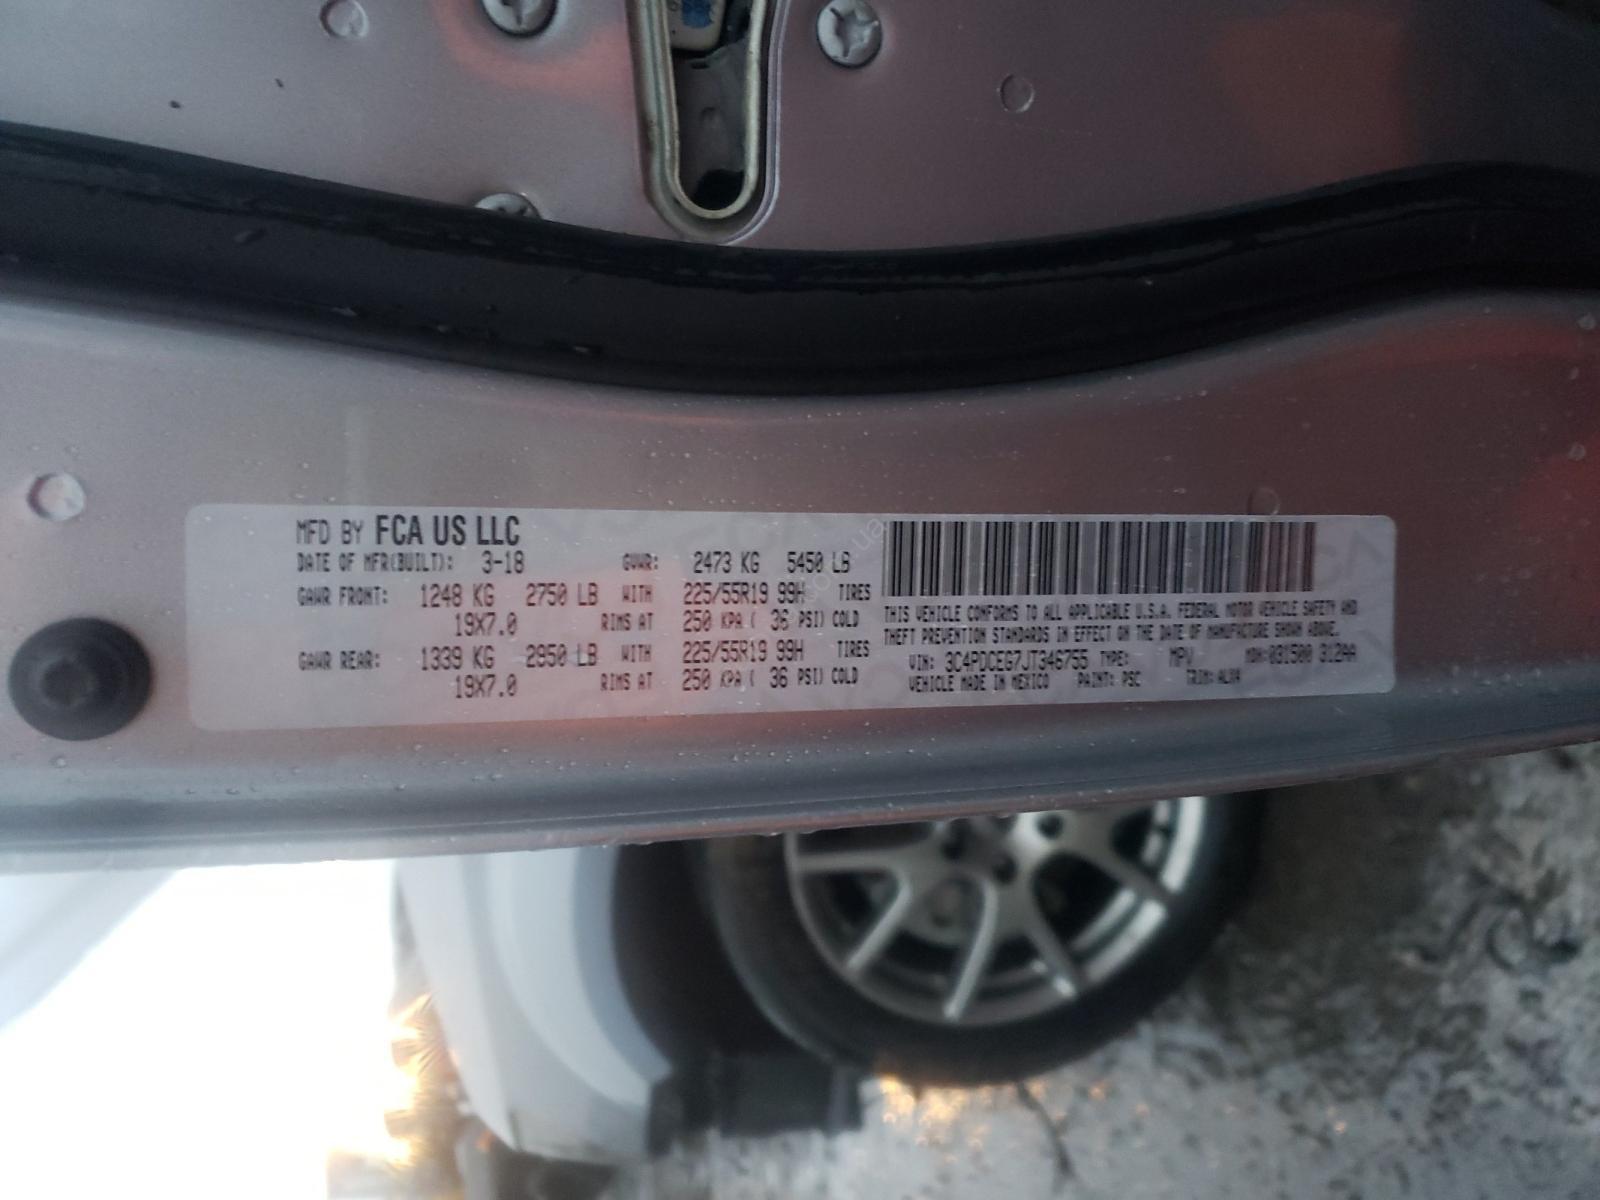 MFD BY FCA US LLC
DATE OF MFR(BUILT): 3-18 GVWR: 2473 KG 5450 LB
GAWR FRONT: 1248 KG 2750 LB WITH 225/55R19 99H TIRES
19X7.0 RIMS AT 250 KPA ( 36 PSI) COLD
GAWR REAR: 1339 KG 2950 LB WITH 225/55R19 99H TIRES
19X7.0 RIMS AT 250 KPA ( 36 PSI) COLD
THIS VEHICLE CONFORMS TO ALL APPLICABLE U.S.A. FEDERAL MOTOR VEHICLE SAFETY AND
THEFT PREVENTION STANDARDS IN EFFECT ON THE DATE OF MANUFACTURE SHOWN ABOVE.
VIN: 3C4PDCEG7JT346755 TYPE: MPV MDH:031500 312AA
VEHICLE MADE IN MEXICO PAINT: PSC TRIM: